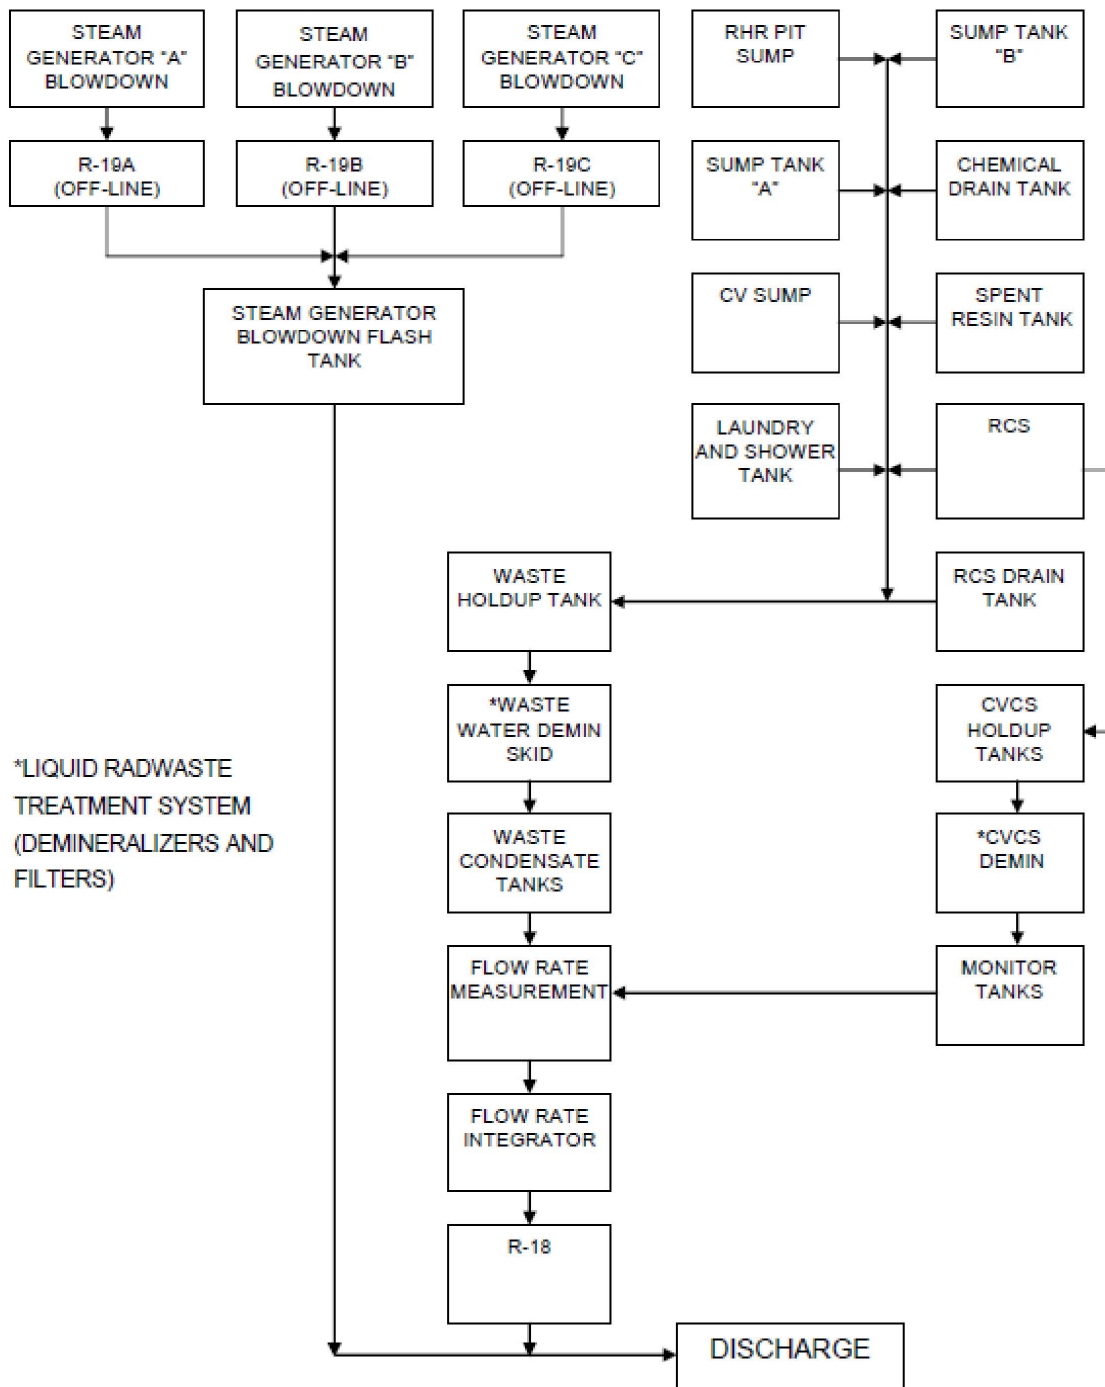 STEAM
GENERATOR "A"
BLOWDOWN
STEAM
GENERATOR "B"
BLOWDOWN
STEAM
GENERATOR "C"
BLOWDOWN
RHR PIT
SUMP
SUMP TANK
"B"
R-19A
(OFF-LINE)
R-19B
(OFF-LINE)
R-19C
(OFF-LINE)
SUMP TANK
"A"
CHEMICAL
DRAIN TANK
STEAM GENERATOR
BLOWDOWN FLASH
TANK
CV SUMP
SPENT
RESIN TANK
LAUNDRY
AND SHOWER
TANK
RCS
WASTE
HOLDUP TANK
RCS DRAIN
TANK
*WASTE
WATER DEMIN
SKID
CVCS
HOLDUP
TANKS
*LIQUID RADWASTE
TREATMENT SYSTEM
(DEMINERALIZERS AND
FILTERS)
WASTE
CONDENSATE
TANKS
*CVCS
DEMIN
FLOW RATE
MEASUREMENT
MONITOR
TANKS
FLOW RATE
INTEGRATOR
R-18
DISCHARGE